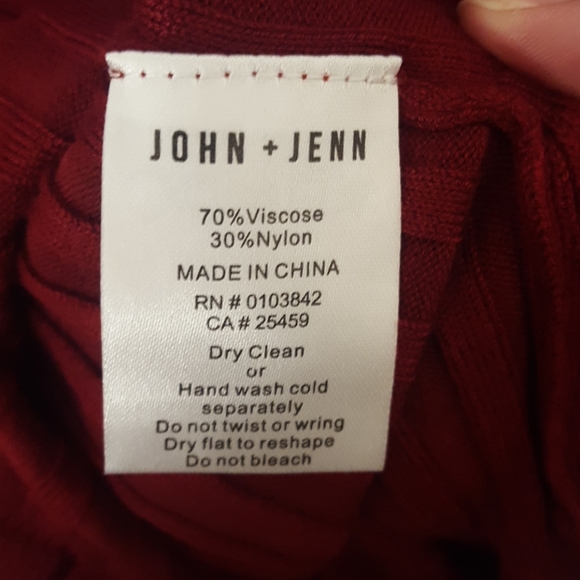 JOHN + JENN
70%Viscose
30%Nylon
MADE IN CHINA
RN # 0103842
CA # 25459
Dry Clean
or
Hand wash cold
separately
Do not twist or wring
Dry flat to reshape
Do not bleach